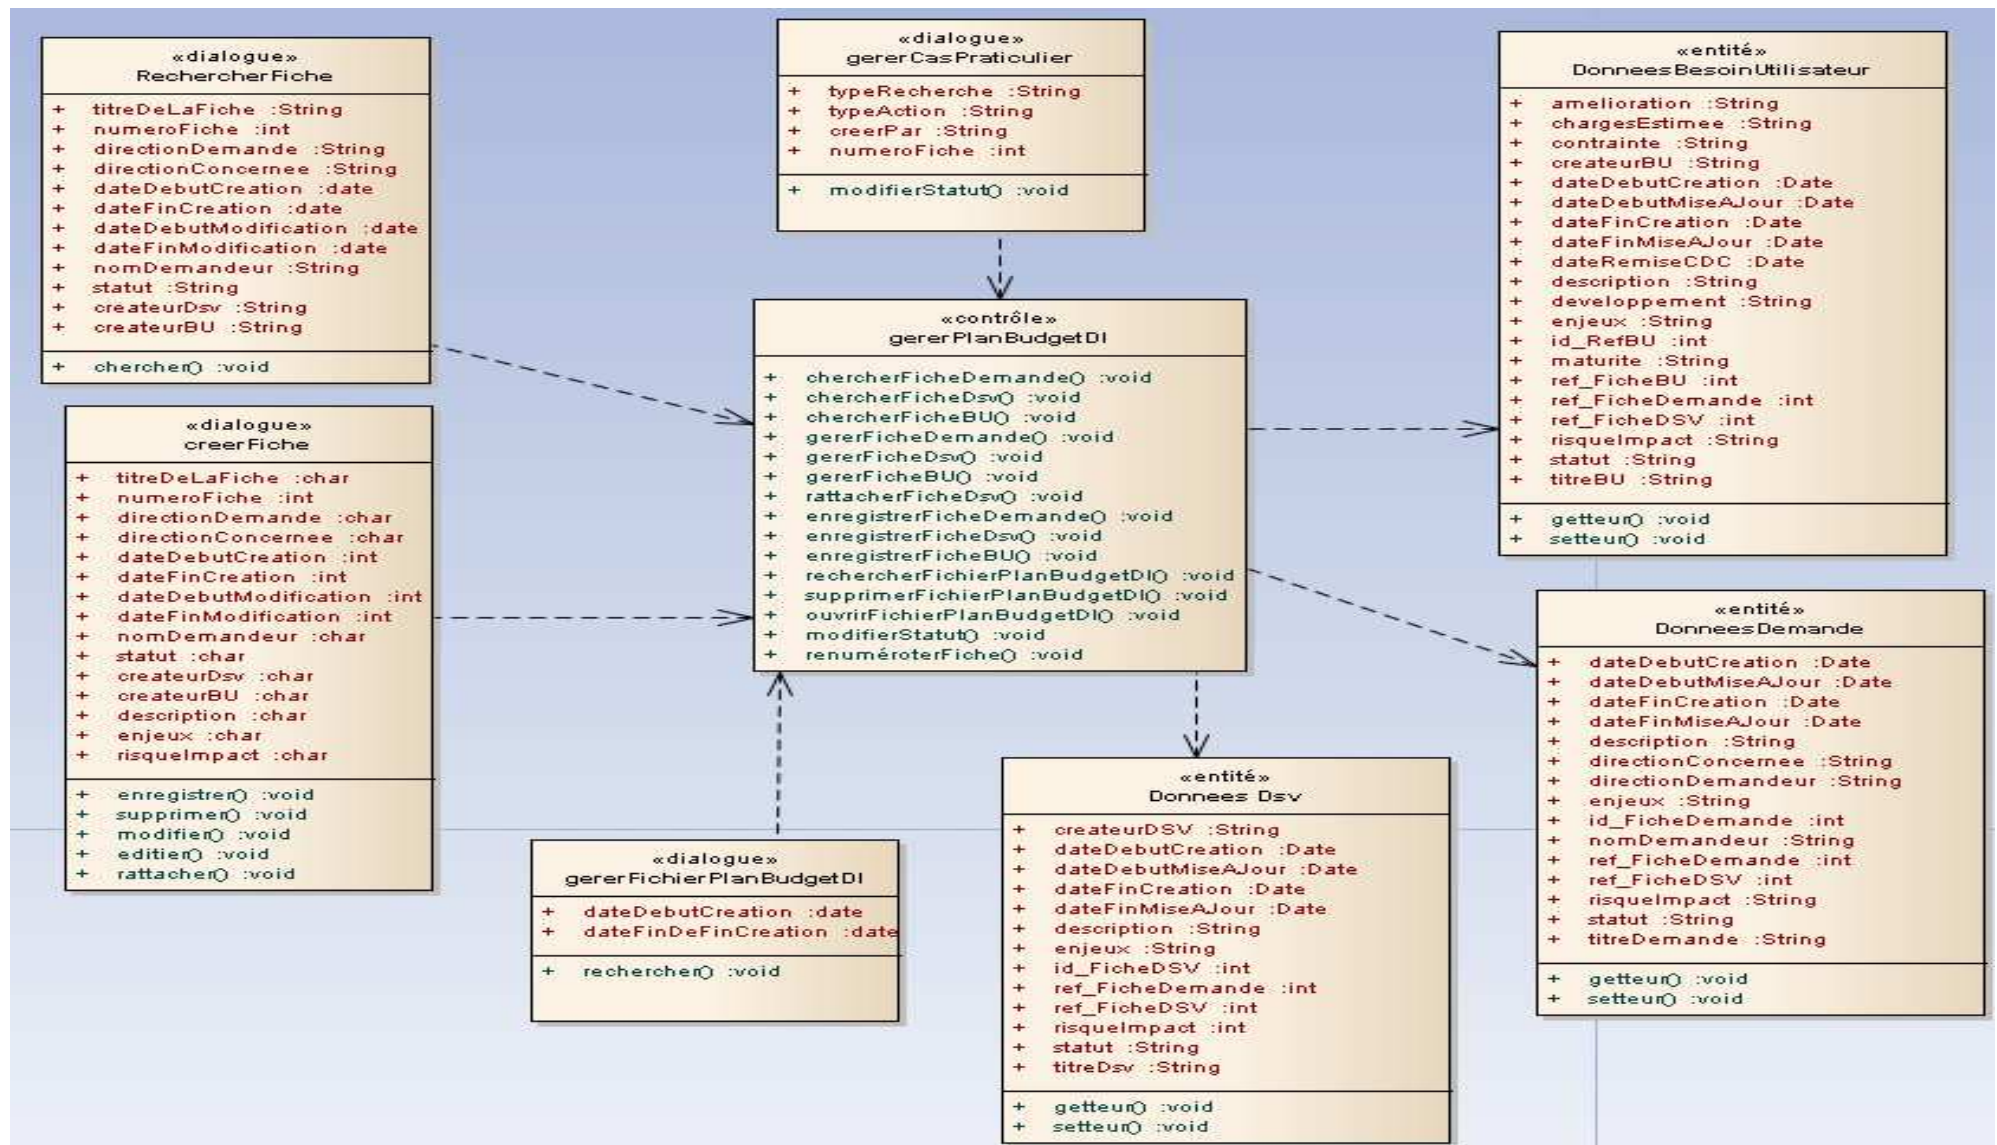 «dialogue»
RechercherFiche
+ titreDeLaFiche :String
+ numeroFiche :int
+ directionDemande :String
+ directionConcernee :String
+ dateDebutCreation :date
+ dateFinCreation :date
+ dateDebutModification :date
+ dateFinModification :date
+ nomDemandeur :String
+ statut :String
+ createurDsv :String
+ createurBU :String
+ chercher() :void
«dialogue»
creerFiche
+ titreDeLaFiche :char
+ numeroFiche :int
+ directionDemande :char
+ directionConcernee :char
+ dateDebutCreation :int
+ dateFinCreation :int
+ dateDebutModification :int
+ dateFinModification :int
+ nomDemandeur :char
+ statut :char
+ createurDsv :char
+ createurBU :char
+ description :char
+ enjeux :char
+ risqueImpact :char
+ enregistrer() :void
+ supprimer() :void
+ modifier() :void
+ editier() :void
+ rattacher() :void
«dialogue»
gererCasPraticulier
+ typeRecherche :String
+ typeAction :String
+ creerPar :String
+ numeroFiche :int
+ modifierStatut() :void
«contrôle»
gererPlanBudgetDI
+ chercherFicheDemande() :void
+ chercherFicheDsv() :void
+ chercherFicheBU() :void
+ gererFicheDemande() :void
+ gererFicheDsv() :void
+ gererFicheBU() :void
+ rattacherFicheDsv() :void
+ enregistrerFicheDemande() :void
+ enregistrerFicheDsv() :void
+ enregistrerFicheBU() :void
+ rechercherFichierPlanBudgetDI() :void
+ supprimerFichierPlanBudgetDI() :void
+ ouvrirFichierPlanBudgetDI() :void
+ modifierStatut() :void
+ renuméroterFiche() :void
«dialogue»
gererFichierPlanBudgetDI
+ dateDebutCreation :date
+ dateFinDeFinCreation :date
+ rechercher() :void
«entité»
Donnees Dsv
+ createurDSV :String
+ dateDebutCreation :Date
+ dateDebutMiseAJour :Date
+ dateFinCreation :Date
+ dateFinMiseAJour :Date
+ description :String
+ enjeux :String
+ id_FicheDSV :int
+ ref_FicheDemande :int
+ ref_FicheDSV :int
+ risqueImpact :int
+ statut :String
+ titreDsv :String
+ getteur() :void
+ setteur() :void
«entité»
DonneesBesoinUtilisateur
+ amelioration :String
+ chargesEstimee :String
+ contrainte :String
+ createurBU :String
+ dateDebutCreation :Date
+ dateDebutMiseAJour :Date
+ dateFinCreation :Date
+ dateFinMiseAJour :Date
+ dateRemiseCDC :Date
+ description :String
+ developpement :String
+ enjeux :String
+ id_RefBU :int
+ maturite :String
+ ref_FicheBU :int
+ ref_FicheDemande :int
+ ref_FicheDSV :int
+ risqueImpact :String
+ statut :String
+ titreBU :String
+ getteur() :void
+ setteur() :void
«entité»
DonneesDemande
+ dateDebutCreation :Date
+ dateDebutMiseAJour :Date
+ dateFinCreation :Date
+ dateFinMiseAJour :Date
+ description :String
+ directionConcernee :String
+ directionDemandeur :String
+ enjeux :String
+ id_FicheDemande :int
+ nomDemandeur :String
+ ref_FicheDemande :int
+ ref_FicheDSV :int
+ risqueImpact :String
+ statut :String
+ titreDemande :String
+ getteur() :void
+ setteur() :void